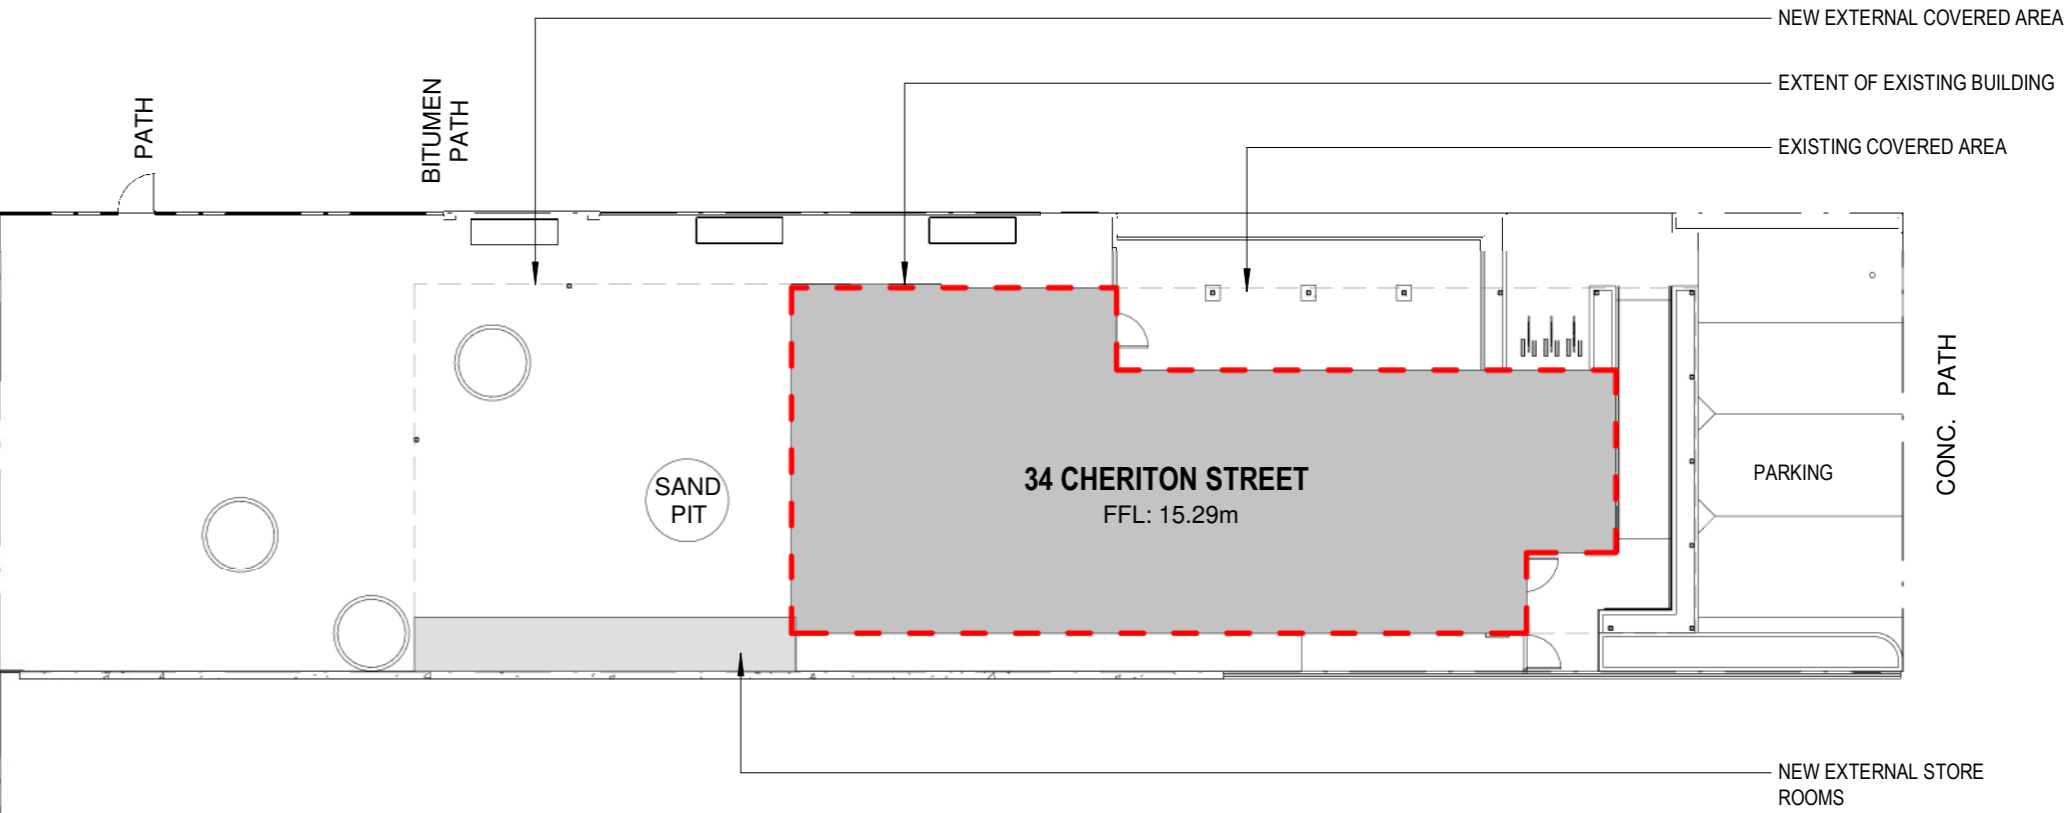 NEW EXTERNAL COVERED AREA
EXTENT OF EXISTING BUILDING
EXISTING COVERED AREA
PATH
BITUMEN
PATH
SAND
PIT
34 CHERITON STREET
FFL: 15.29m
PARKING
CONC. PATH
NEW EXTERNAL STORE
ROOMS